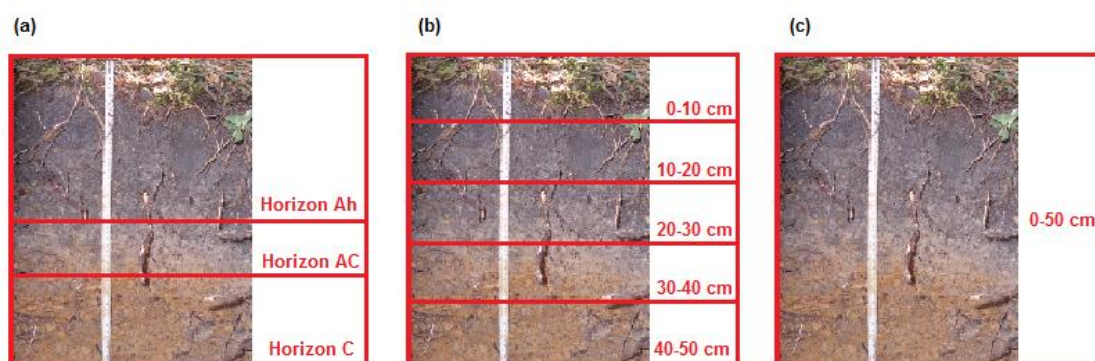 (a)
Horizon Ah
Horizon AC
Horizon C
(b)
0-10 cm
10-20 cm
20-30 cm
30-40 cm
40-50 cm
(c)
0-50 cm